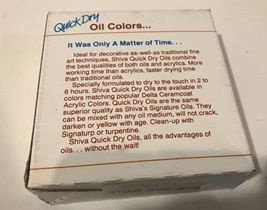 Quick Dry
Oil Colors...
It Was Only A Matter of Time...
Ideal for decorative as-well-as traditional line
art techniques, Shiva Quick Dry Oils combine
the best qualities of both oils and acrylics. More
working time than acrylics, faster drying time
than traditional oils.
Specially formulated to dry to the touch in 2 to
6 hours. Shiva Quick Dry Oils are available in
colors matching popular Delta Ceramcoat
Acrylic Colors. Quick Dry Oils are the same
superior quality as Shiva's Signature Oils. They
can be mixed with any oil medium, will not crack,
darken or yellow with age. Clean-up with
Signaturp or turpentine.
Shiva Quick Dry Oils, all the advantages of
oils... without the wait!